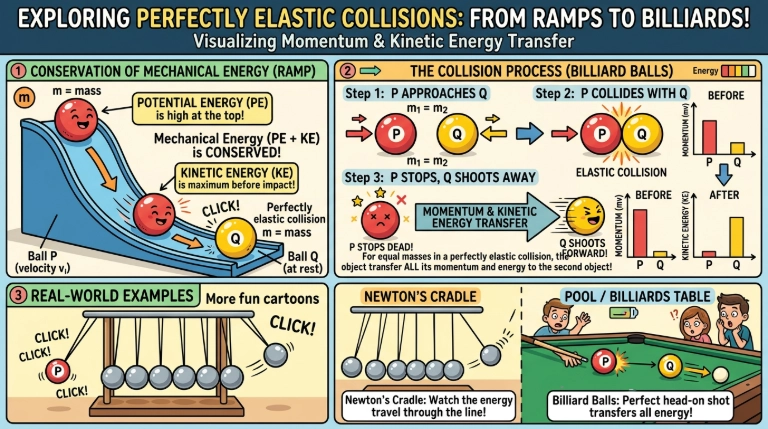 EXPLORING PERFECTLY ELASTIC COLLISIONS: FROM RAMPS TO BILLIARDS!
Visualizing Momentum & Kinetic Energy Transfer
1 CONSERVATION OF MECHANICAL ENERGY (RAMP)
m
m = mass
POTENTIAL ENERGY (PE)
is high at the top!
Mechanical Energy (PE + KE)
is CONSERVED!
KINETIC ENERGY (KE)
is maximum before impact!
CLICK!
Q
Perfectly
elastic collision
m = mass
Ball P
(velocity v₁)
Ball Q
(at rest)
2 THE COLLISION PROCESS (BILLIARD BALLS)
Energy
Step 1: P APPROACHES Q
m₁ = m₂
P
Q
m₁ = m₂
Step 2: P COLLIDES WITH Q
P
Q
ELASTIC COLLISION
BEFORE
MOMENTUM (mv)
P Q
Step 3: P STOPS, Q SHOOTS AWAY
P STOPS DEAD!
MOMENTUM & KINETIC
ENERGY TRANSFER
Q SHOOTS
FORWARD!
For equal masses in a perfectly elastic collision, the
object transfer ALL its momentum and energy to the second object!
BEFORE
MOMENTUM (mv)
P Q
AFTER
KINETIC ENERGY (KE)
P Q
3 REAL-WORLD EXAMPLES
More fun cartoons
CLICK!
CLICK!
P
CLICK!
CLICK!
NEWTON'S CRADLE
Newton's Cradle: Watch the energy
travel through the line!
POOL / BILLIARDS TABLE
!?
P
Q
Billiard Balls: Perfect head-on shot
transfers all energy!